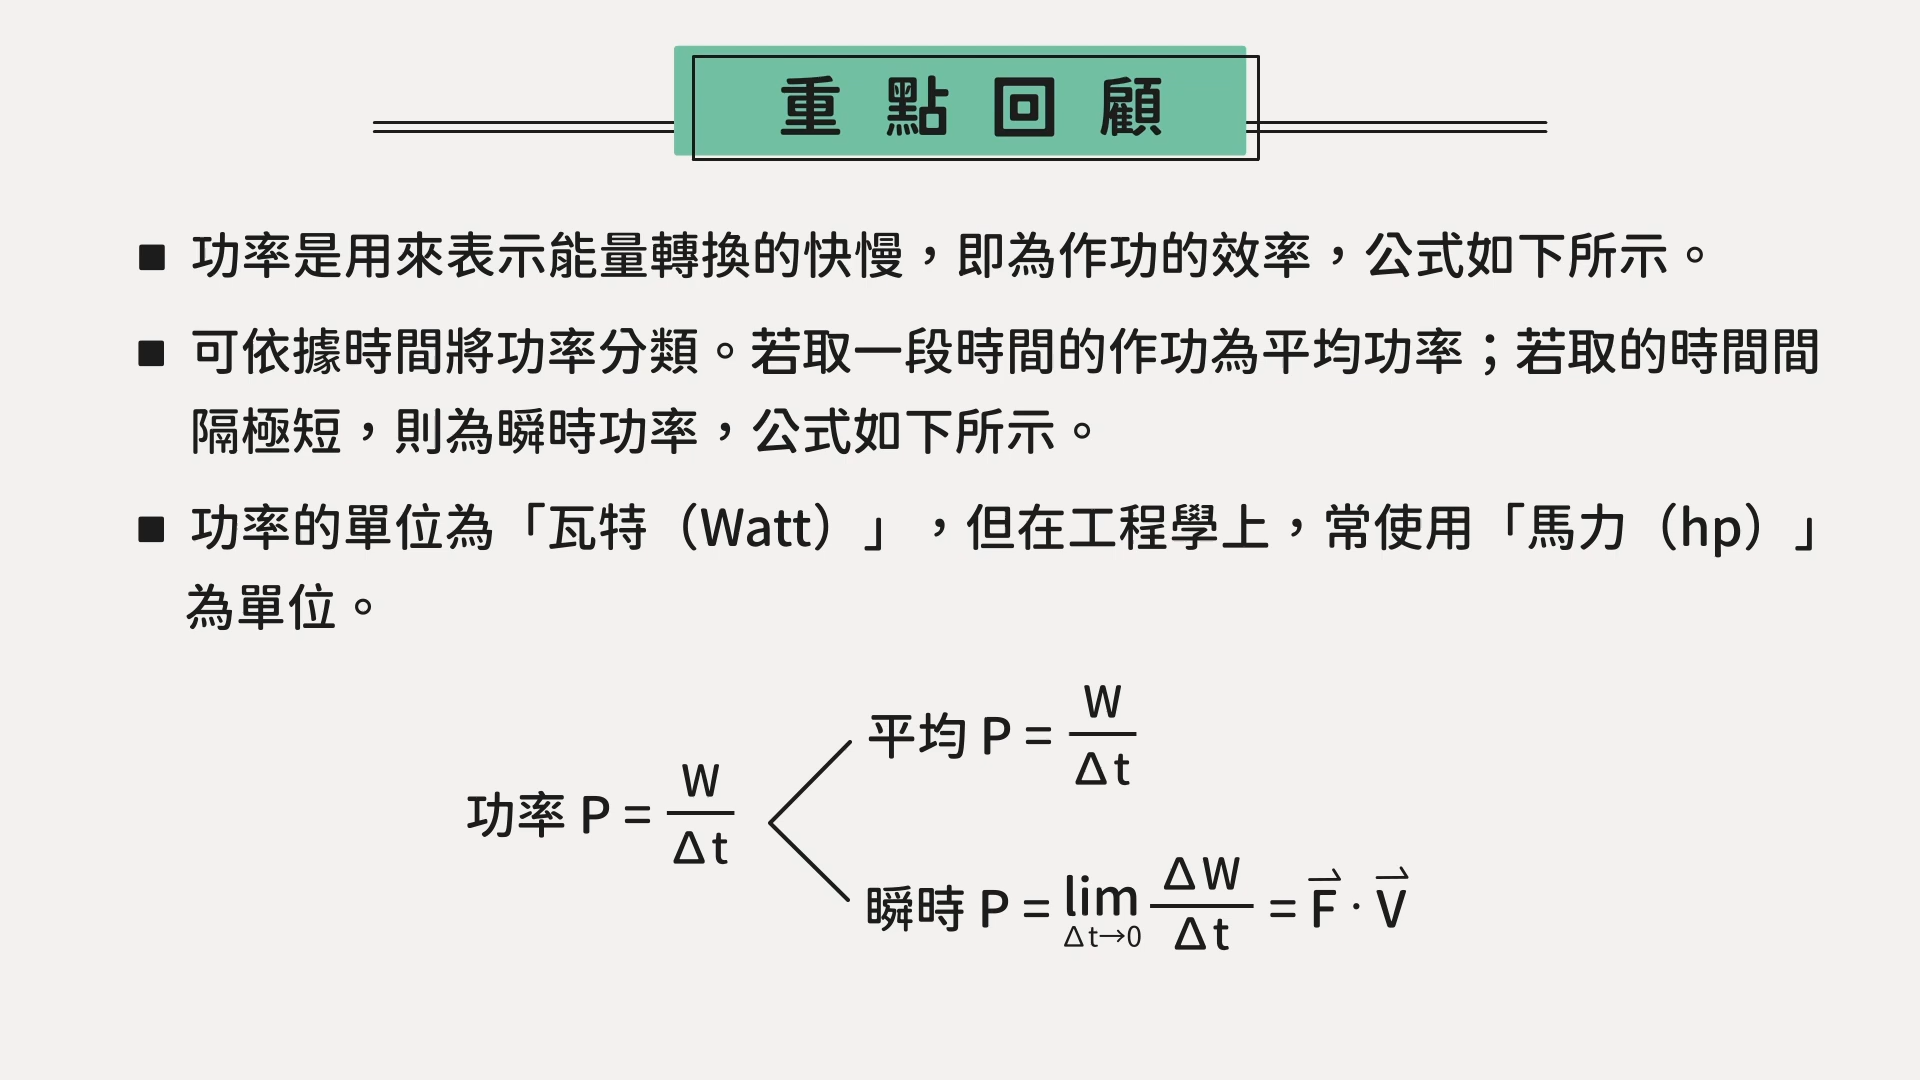 重點回顧
■ 功率是用來表示能量轉換的快慢，即為作功的效率，公式如下所示。
■ 可依據時間將功率分類。若取一段時間的作功為平均功率；若取的時間間
隔極短，則為瞬時功率，公式如下所示。
■ 功率的單位為「瓦特（Watt）」，但在工程學上，常使用「馬力（hp）」
為單位。
功率 P = W/Δt
平均 P = W/Δt
瞬時 P = lim Δt→0 ΔW/Δt = F⃗ · V⃗